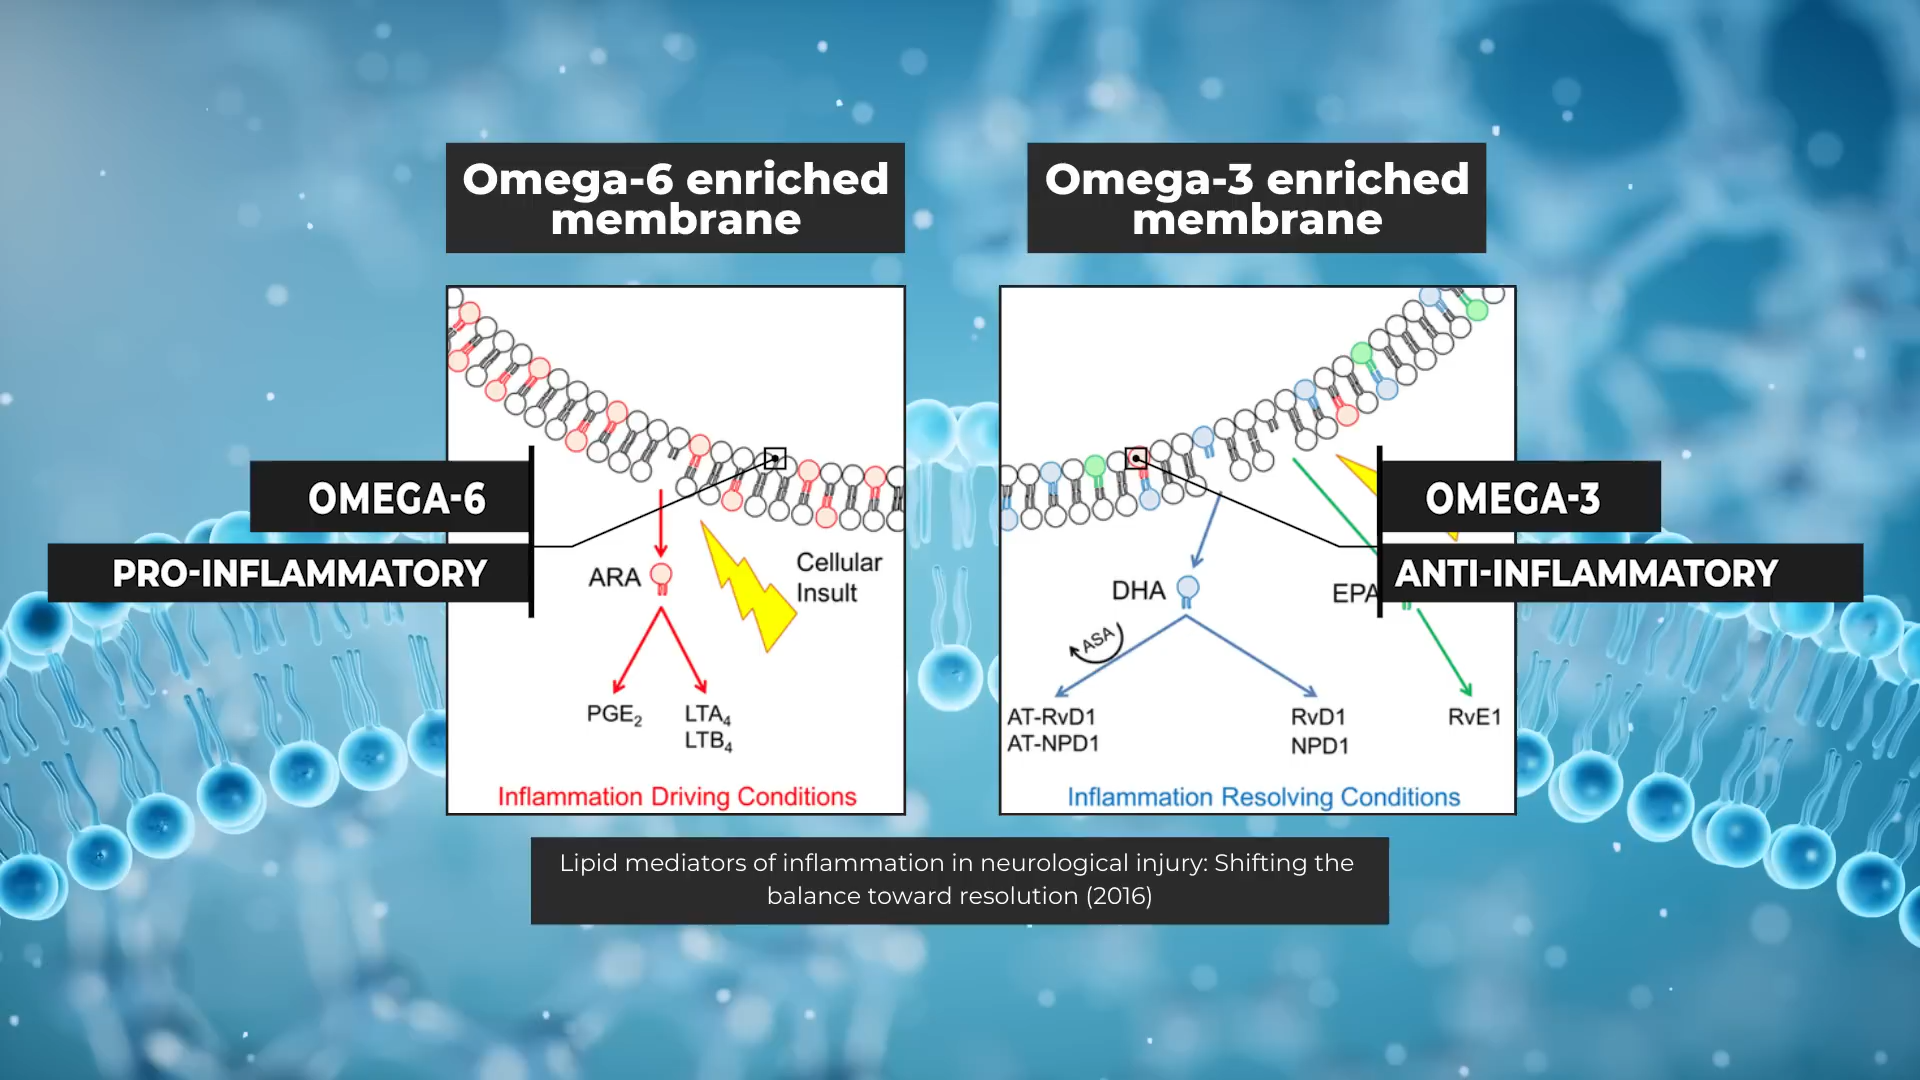 Omega-6 enriched
membrane
Omega-3 enriched
membrane
OMEGA-6
PRO-INFLAMMATORY
ARA
Cellular
Insult
PGE₂
LTA₄
LTB₄
Inflammation Driving Conditions
OMEGA-3
ANTI-INFLAMMATORY
DHA
EPA
ASA
AT-RvD1
AT-NPD1
RvD1
NPD1
RvE1
Inflammation Resolving Conditions
Lipid mediators of inflammation in neurological injury: Shifting the
balance toward resolution (2016)